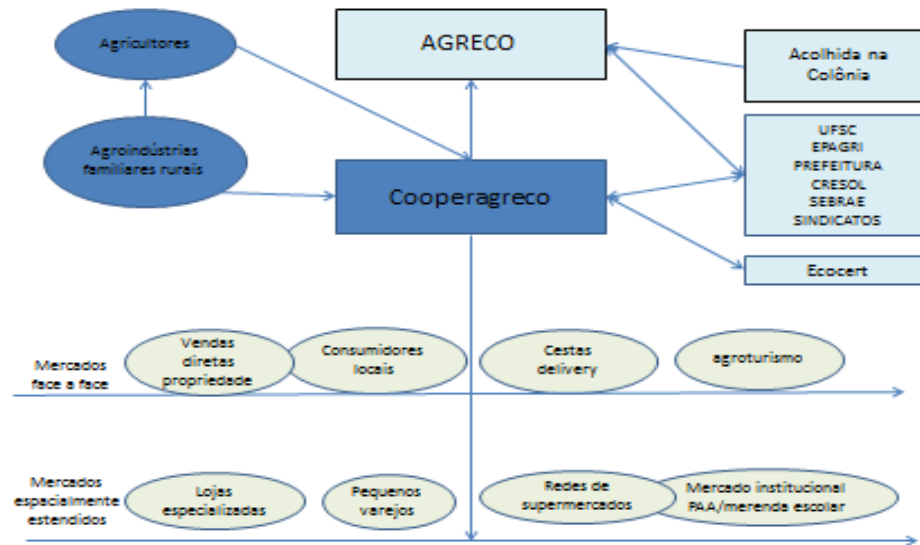 Agricultores
AGRECO
Acolhida na
Colônia
Agroindústrias
familiares rurais
Cooperagreco
UFSC
EPAGRI
PREFEITURA
CRESOL
SEBRAE
SINDICATOS
Ecocert
Mercados
face a face
Vendas
diretas
propriedade
Consumidores
locais
Cestas
delivery
agroturismo
Mercados
espacialmente
estendidos
Lojas
especializadas
Pequenos
varejos
Redes de
supermercados
Mercado institucional
PAA/merenda escolar